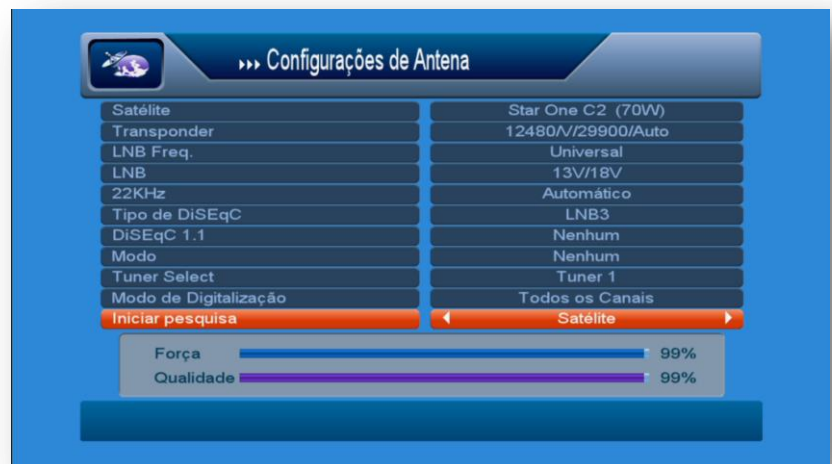 ▸▸▸ Configurações de Antena
Satélite Star One C2 (70W)
Transponder 12480/V/29900/Auto
LNB Freq. Universal
LNB 13V/18V
22KHz Automático
Tipo de DiSEqC LNB3
DiSEqC 1.1 Nenhum
Modo Nenhum
Tuner Select Tuner 1
Modo de Digitalização Todos os Canais
Iniciar pesquisa Satélite
Força 99%
Qualidade 99%